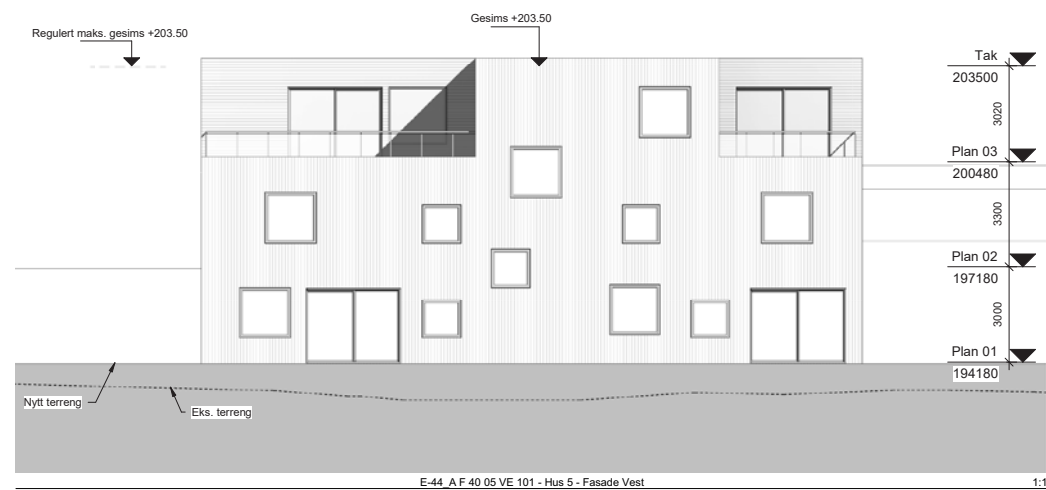 Gesims +203.50
Regulert maks. gesims +203.50
Tak
203500
3020
Plan 03
200480
3300
Plan 02
197180
3000
Plan 01
194180
Nytt terreng
Eks. terreng
E-44_A F 40 05 VE 101 - Hus 5 - Fasade Vest
1:1